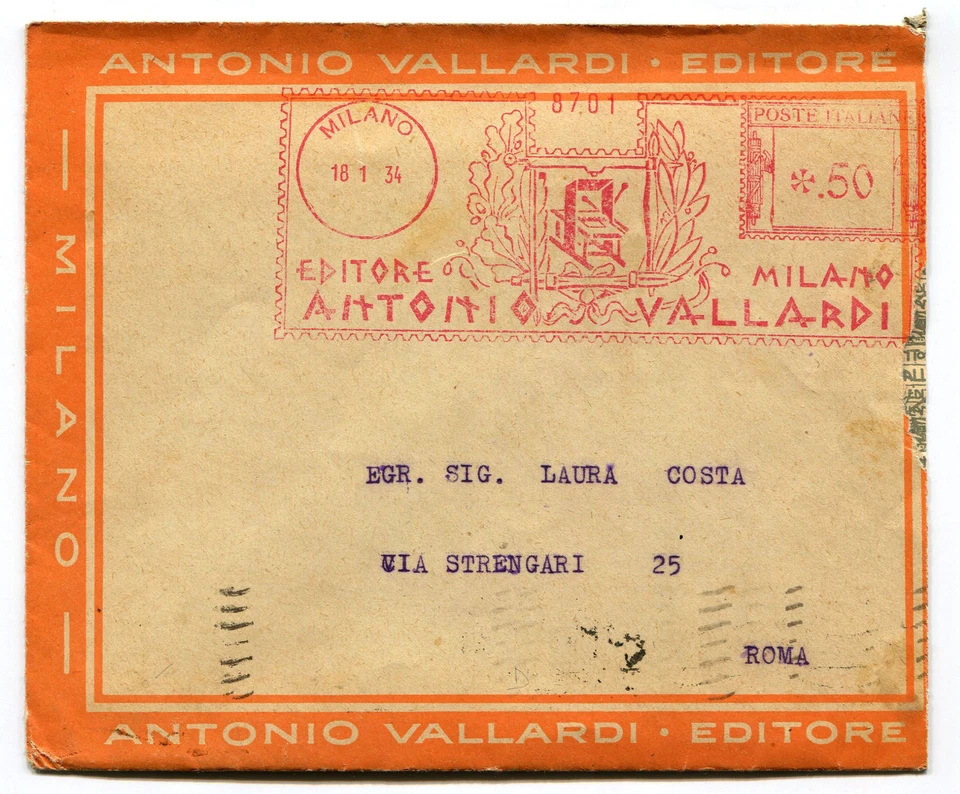 ANTONIO VALLARDI · EDITORE
MILANO
MILANO
18 1 34
8701
POSTE ITALIAN
*.50
EDITORE
MILANO
ANTONIO VALLARDI
EGR. SIG. LAURA COSTA
VIA STRENGARI 25
ROMA
ANTONIO VALLARDI · EDITORE